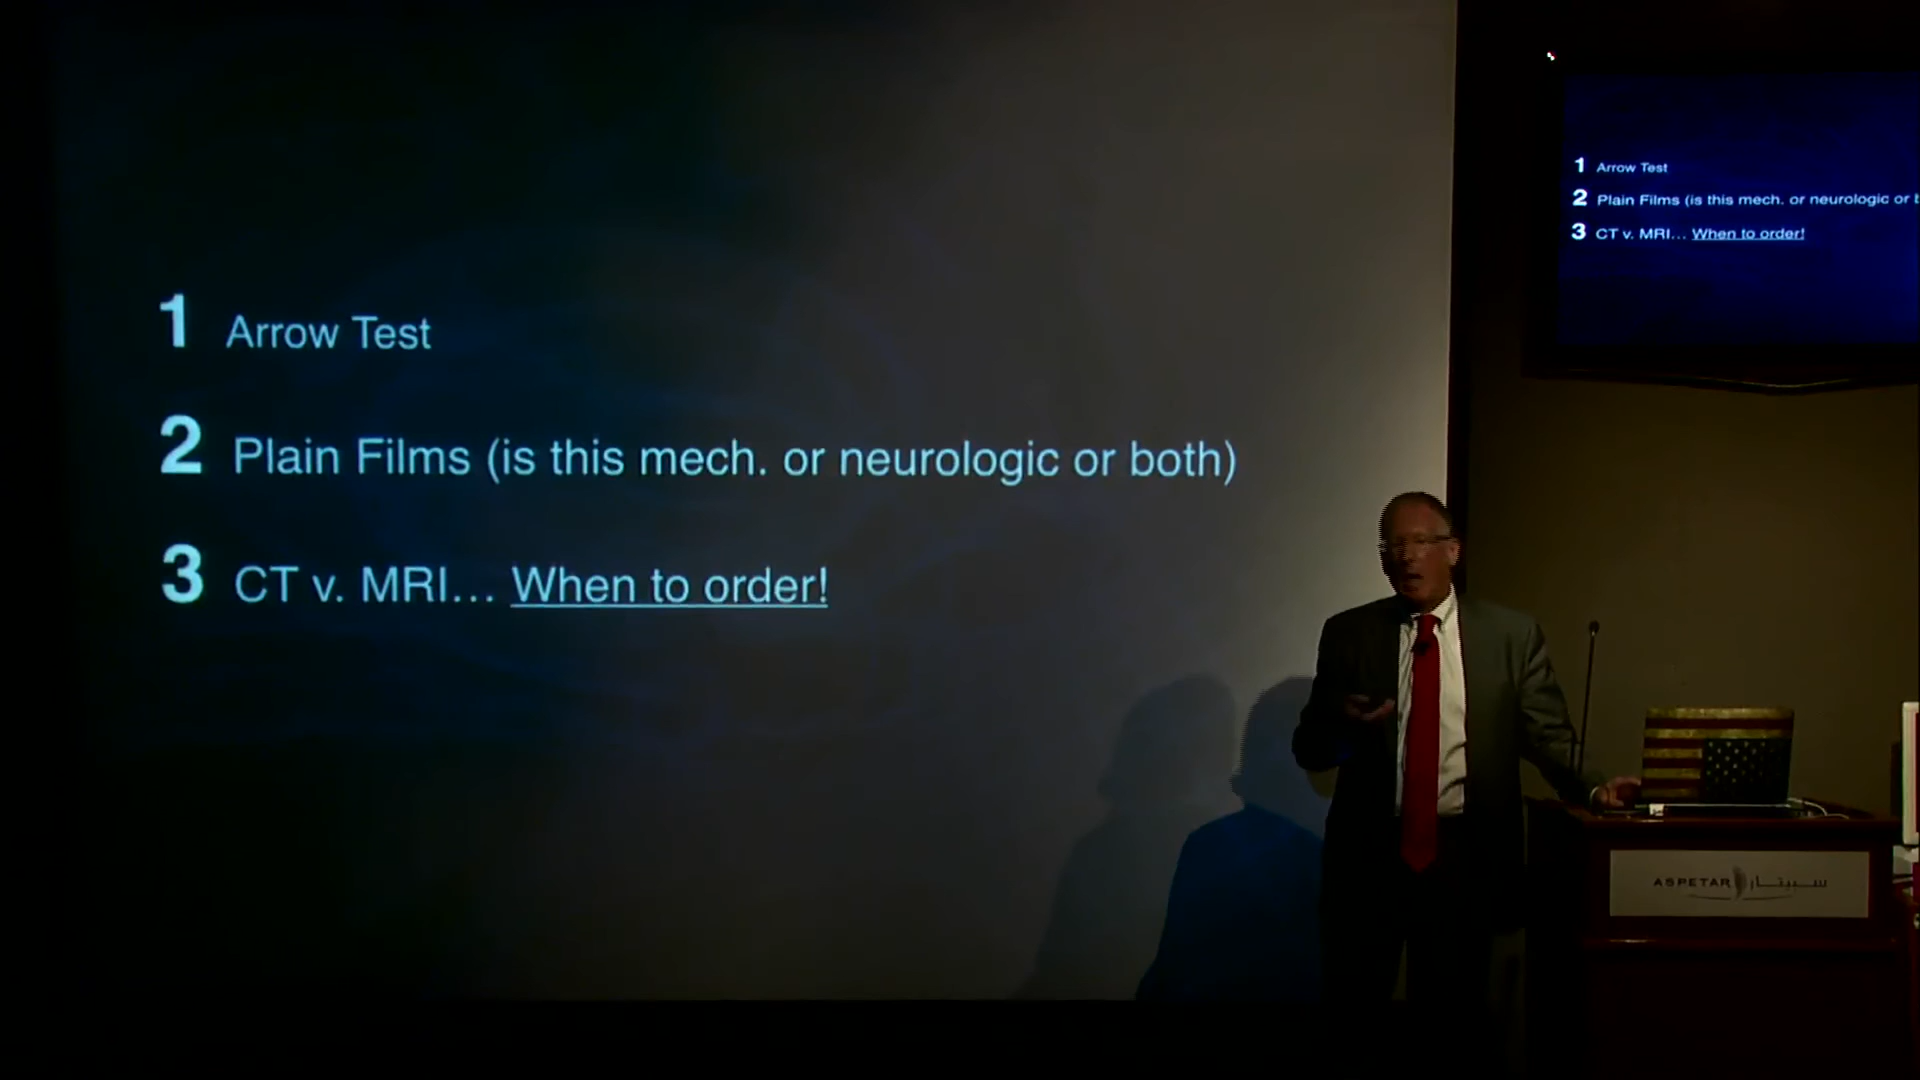 1 Arrow Test
2 Plain Films (is this mech. or neurologic or both)
3 CT v. MRI... When to order!
1 Arrow Test
2 Plain Films (is this mech. or neurologic or b
3 CT v. MRI... When to order!
ASPETAR سبيتار